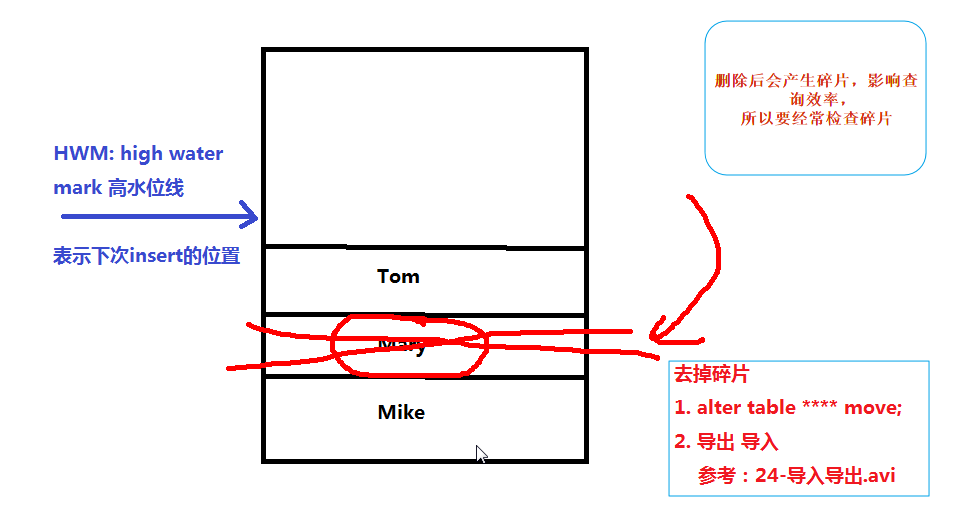 删除后会产生碎片，影响查
询效率，
所以要经常检查碎片
HWM: high water
mark 高水位线
表示下次insert的位置
Tom
Mary
Mike
去掉碎片
1. alter table **** move;
2. 导出 导入
参考：24-导入导出.avi